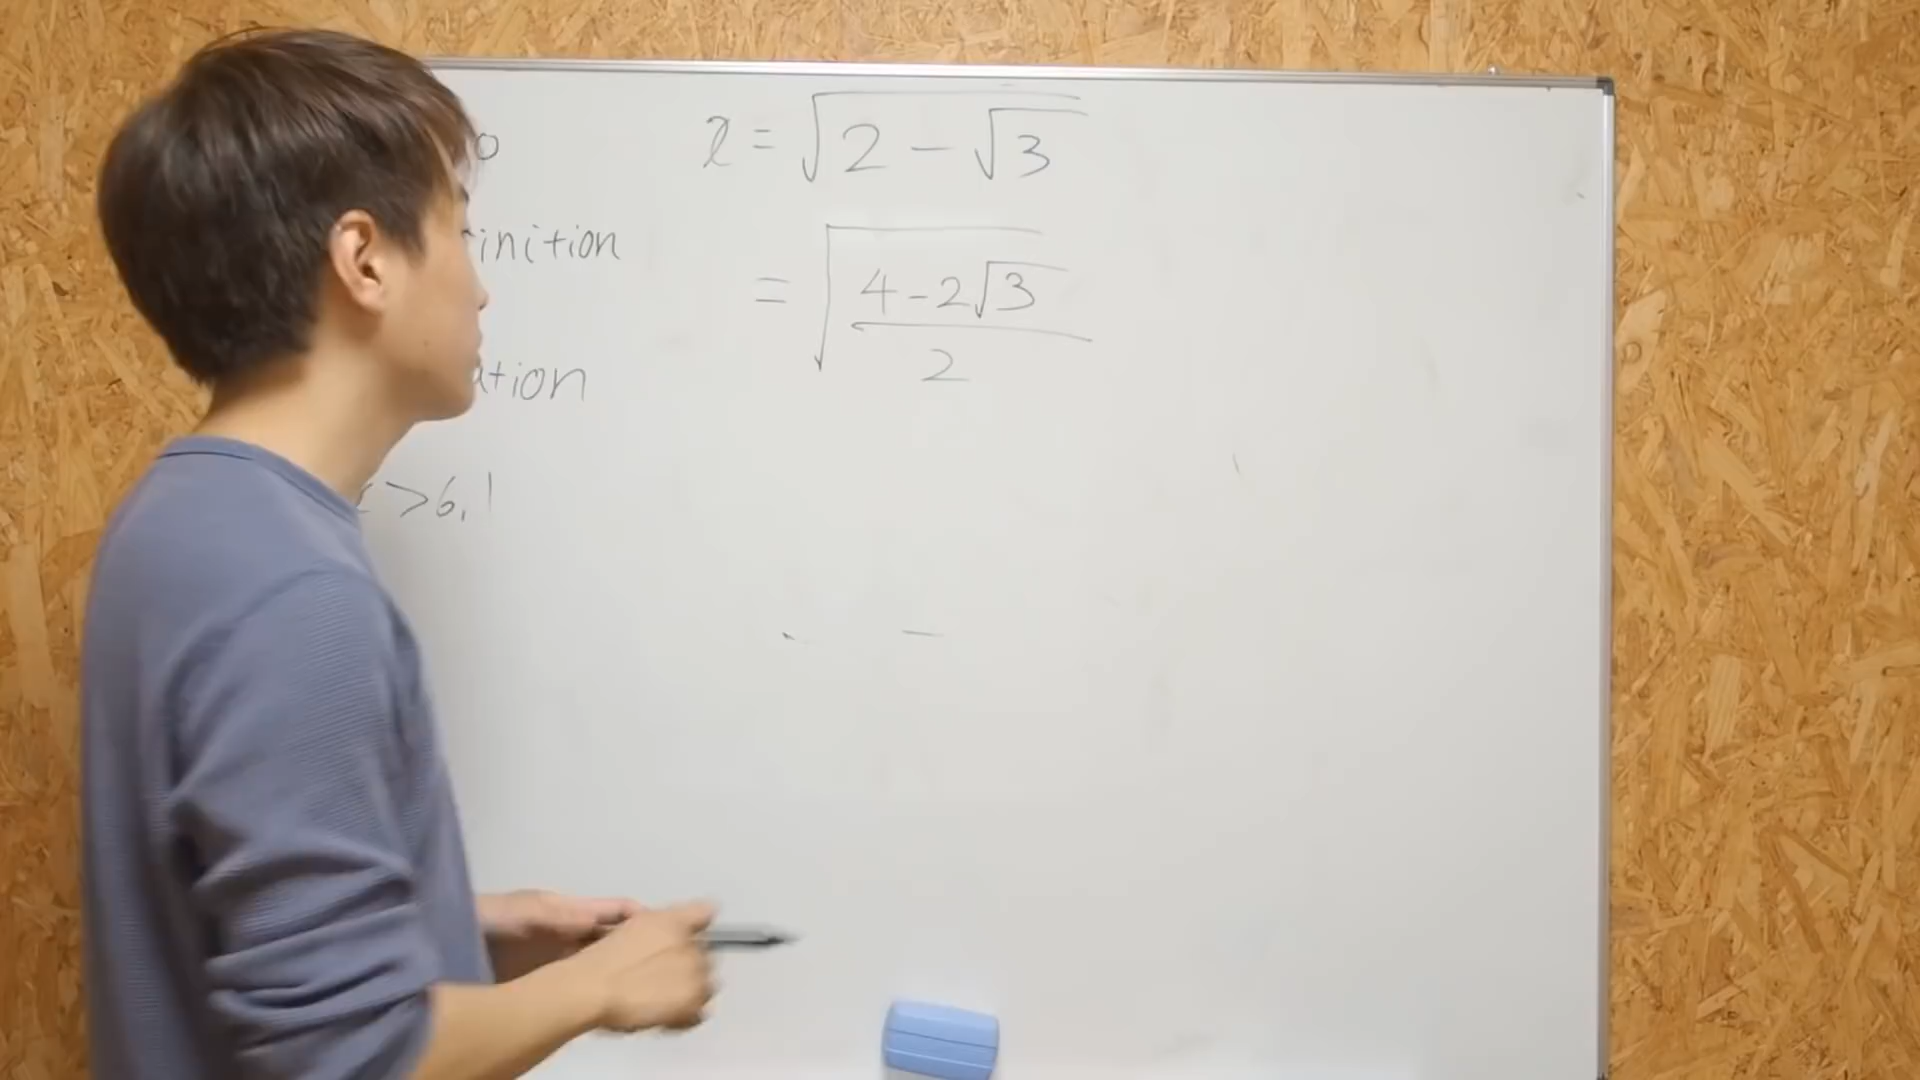 o
inition
ation
>6.1
l = √(2 - √3)
= √((4-2√3)/2)